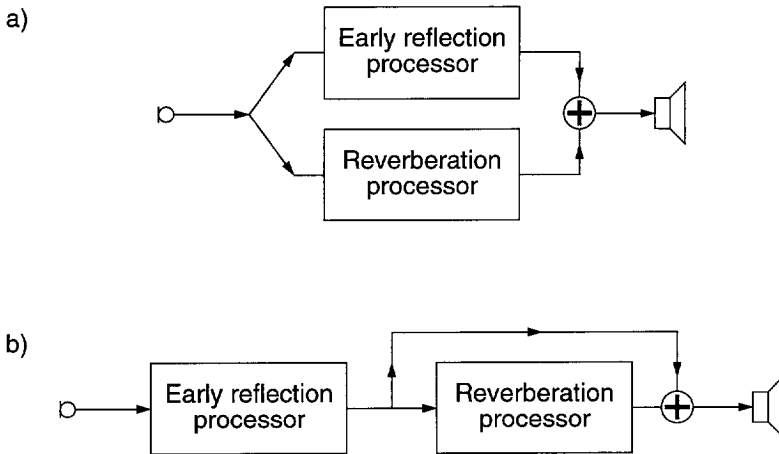 a)
Early reflection
processor
Reverberation
processor
b)
Early reflection
processor
Reverberation
processor